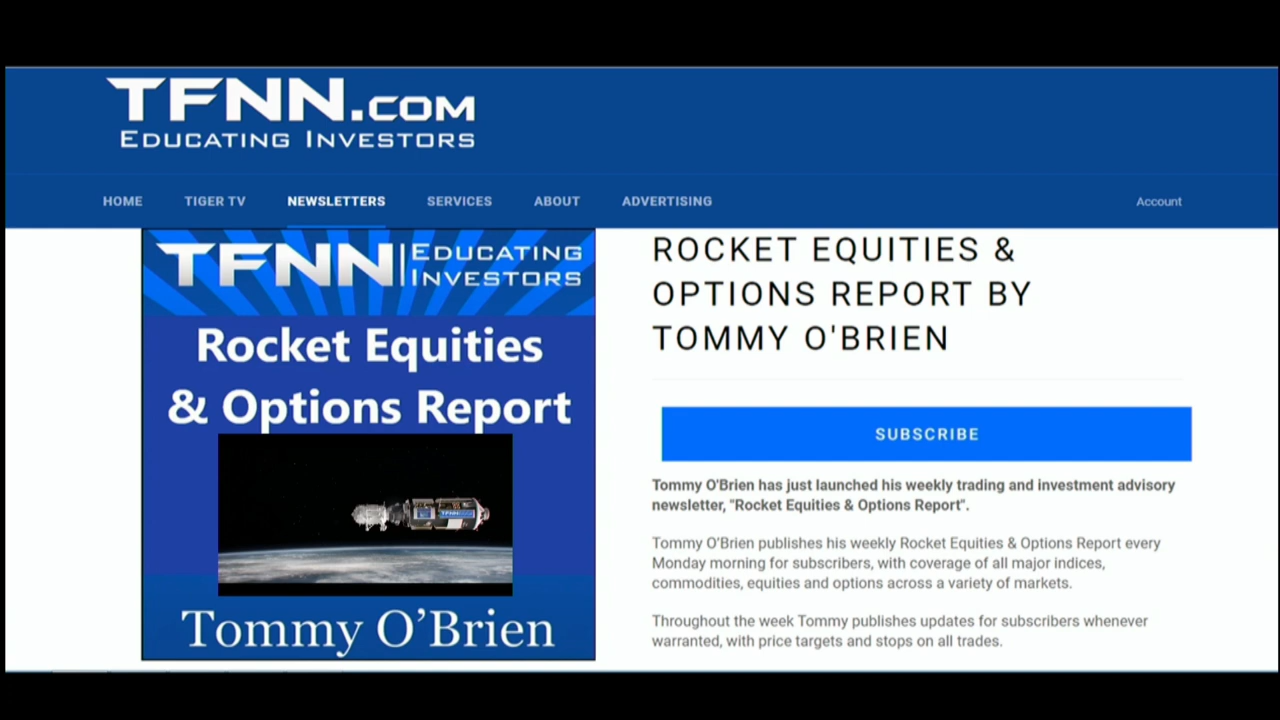 TFNN.COM
EDUCATING INVESTORS
HOME TIGER TV NEWSLETTERS SERVICES ABOUT ADVERTISING Account
TFNN EDUCATING
INVESTORS
Rocket Equities
& Options Report
TFNN
Tommy O’Brien
ROCKET EQUITIES &
OPTIONS REPORT BY
TOMMY O'BRIEN
SUBSCRIBE
Tommy O'Brien has just launched his weekly trading and investment advisory
newsletter, "Rocket Equities & Options Report".
Tommy O’Brien publishes his weekly Rocket Equities & Options Report every
Monday morning for subscribers, with coverage of all major indices,
commodities, equities and options across a variety of markets.
Throughout the week Tommy publishes updates for subscribers whenever
warranted, with price targets and stops on all trades.